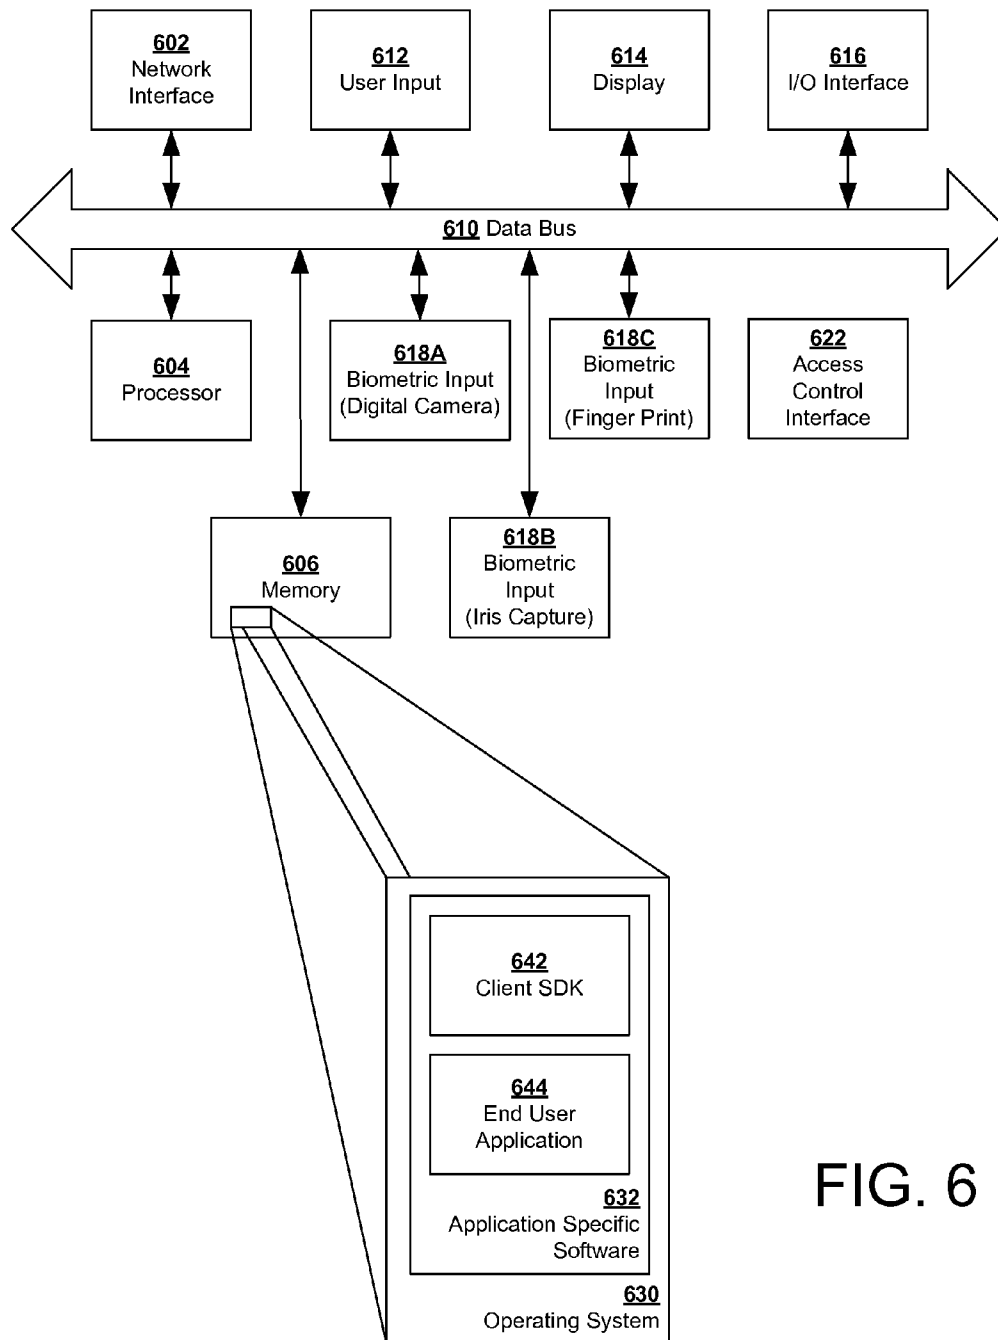 602
Network
Interface
612
User Input
614
Display
616
I/O Interface
610 Data Bus
604
Processor
618A
Biometric Input
(Digital Camera)
618C
Biometric
Input
(Finger Print)
622
Access
Control
Interface
606
Memory
618B
Biometric
Input
(Iris Capture)
642
Client SDK
644
End User
Application
632
Application Specific
Software
630
Operating System
FIG. 6